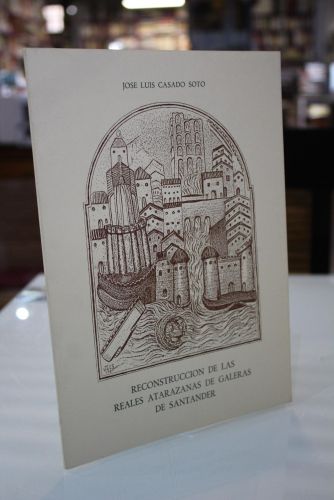 JOSE LUIS CASADO SOTO
RECONSTRUCCION DE LAS
REALES ATARAZANAS DE GALERAS
DE SANTANDER